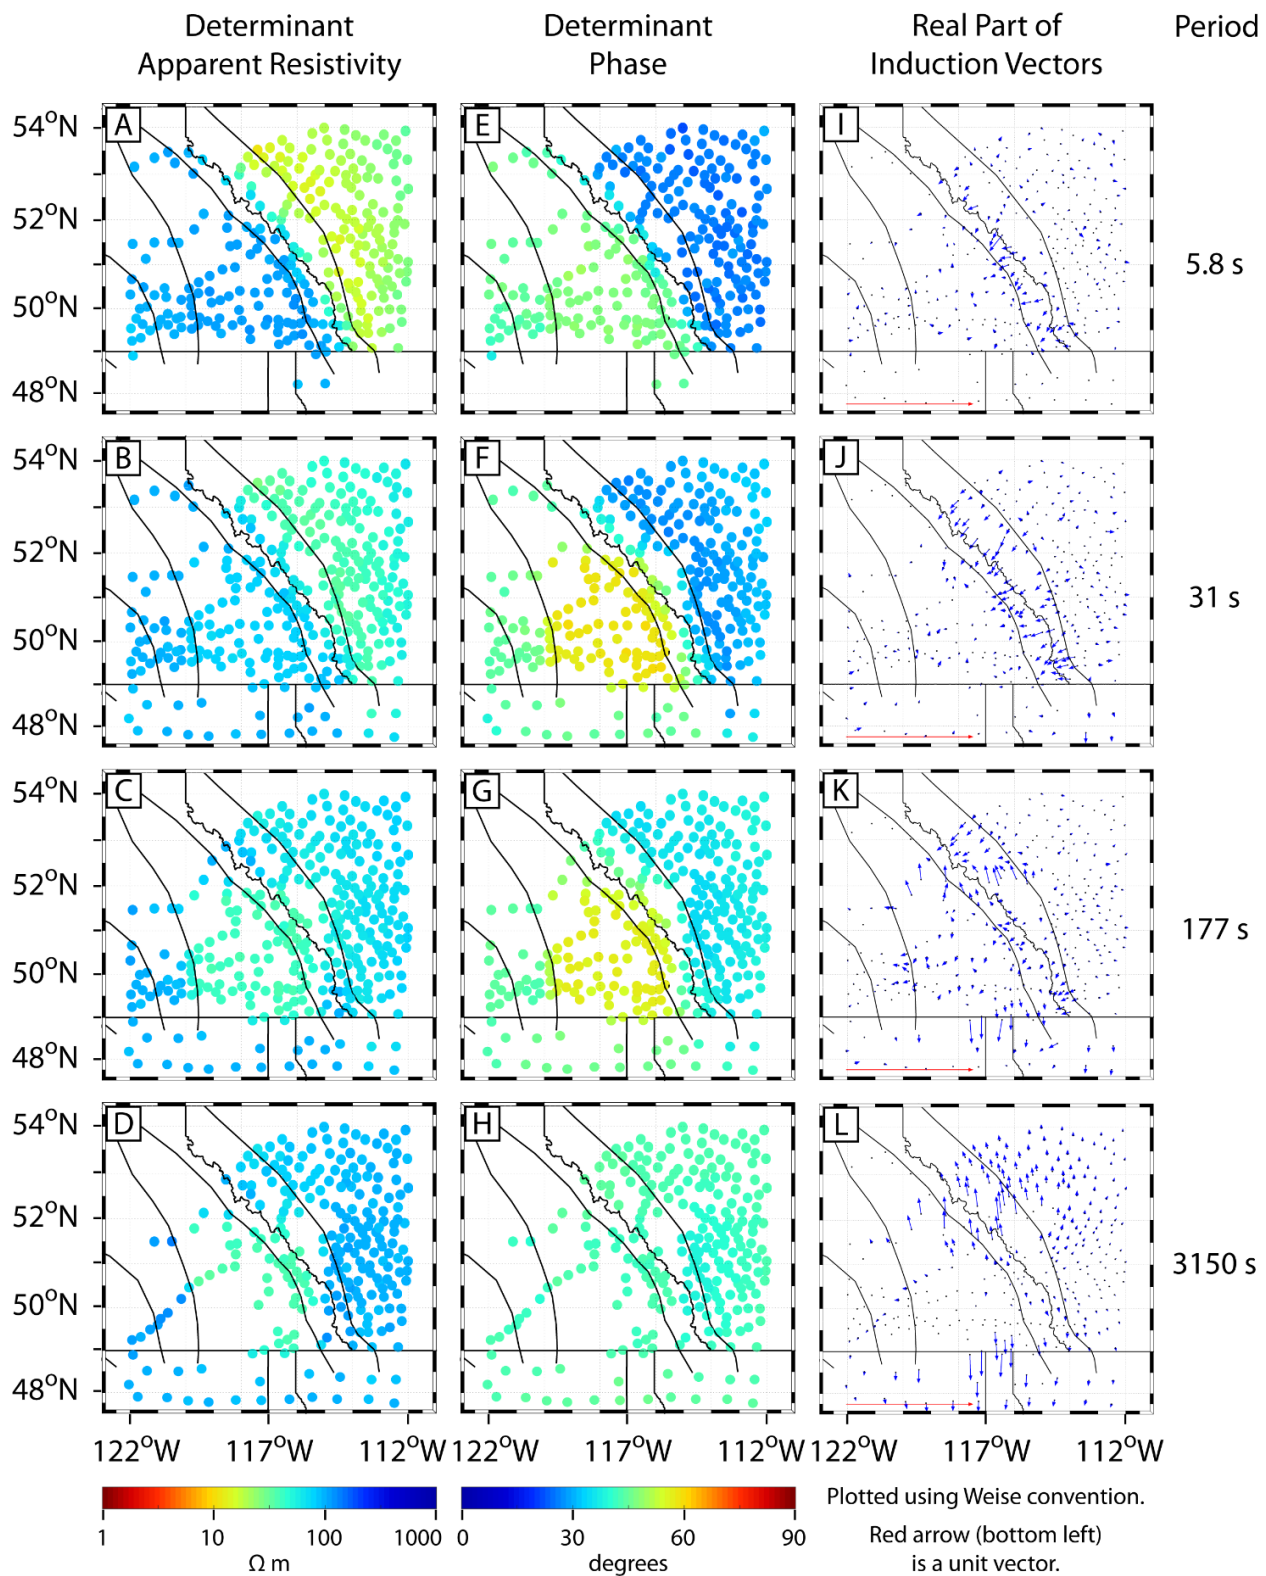 Determinant
Apparent Resistivity
Determinant
Phase
Real Part of
Induction Vectors
Period
54°N
52°N
50°N
48°N
A
E
I
5.8 s
54°N
52°N
50°N
48°N
B
F
J
31 s
54°N
52°N
50°N
48°N
C
G
K
177 s
54°N
52°N
50°N
48°N
D
H
L
3150 s
122°W 117°W 112°W
122°W 117°W 112°W
122°W 117°W 112°W
1 10 100 1000
Ω m
0 30 60 90
degrees
Plotted using Weise convention.
Red arrow (bottom left)
is a unit vector.